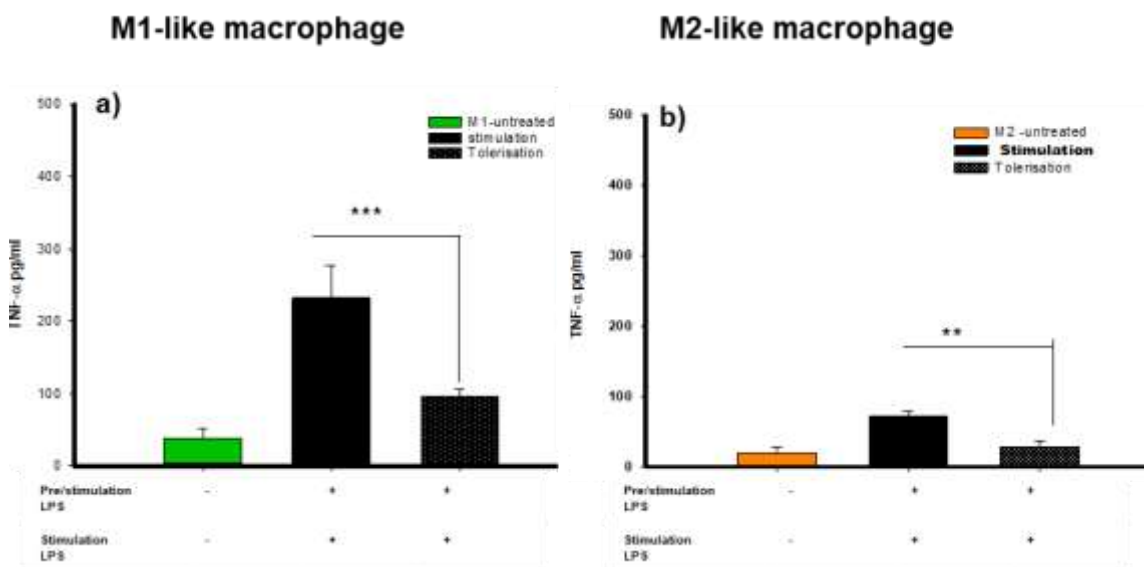 M1-like macrophage
M2-like macrophage
a)
500
400
300
200
100
0
TNF-α pg/ml
M1-untreated
stimulation
Tolerisation
***
Pre/stimulation - + +
LPS
Stimulation - + +
LPS
b)
500
400
300
200
100
0
TNF-α pg/ml
M2 -untreated
Stimulation
Tolerisation
**
Pre/stimulation - + +
LPS
Stimulation - + +
LPS